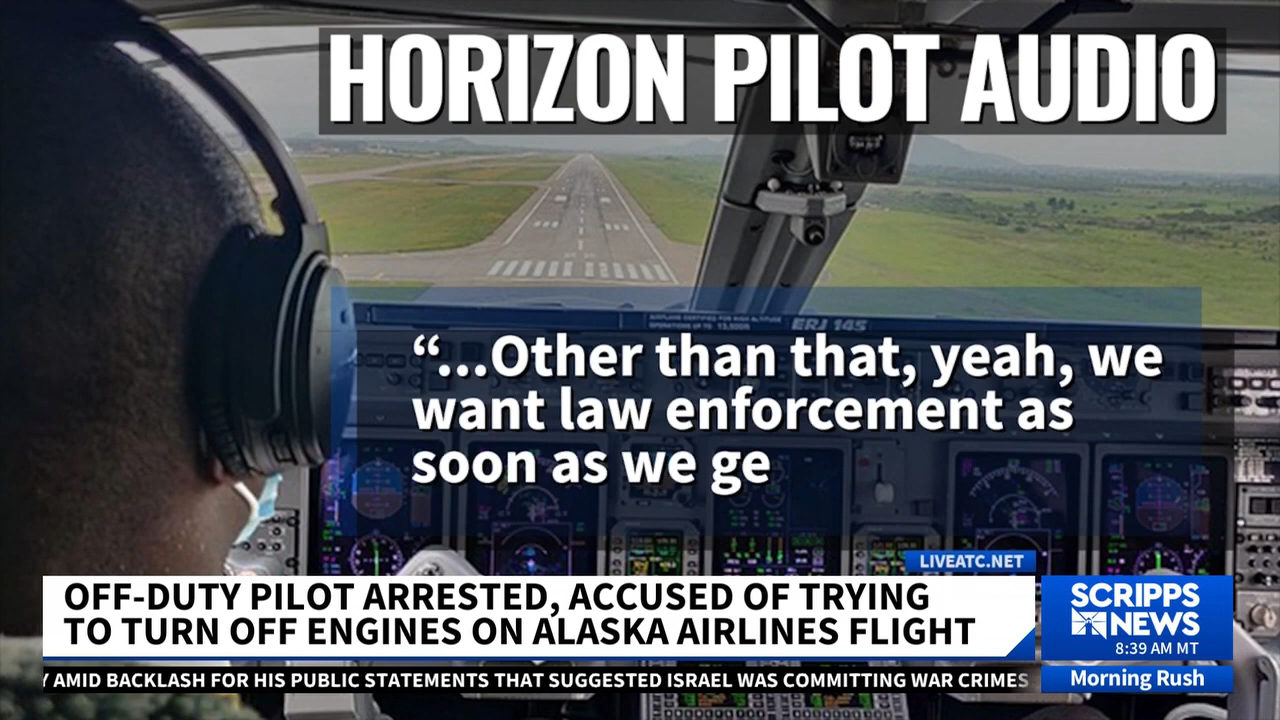 HORIZON PILOT AUDIO
ERJ 145
“...Other than that, yeah, we
want law enforcement as
soon as we ge
LIVEATC.NET
OFF-DUTY PILOT ARRESTED, ACCUSED OF TRYING
TO TURN OFF ENGINES ON ALASKA AIRLINES FLIGHT
SCRIPPS
NEWS
8:39 AM MT
Y AMID BACKLASH FOR HIS PUBLIC STATEMENTS THAT SUGGESTED ISRAEL WAS COMMITTING WAR CRIMES
Morning Rush